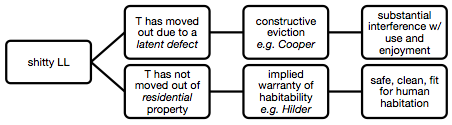 shitty LL
T has moved
out due to a
latent defect
constructive
eviction
e.g. Cooper
substantial
interference w/
use and
enjoyment
T has not
moved out of
residential
property
implied
warranty of
habitability
e.g. Hilder
safe, clean, fit
for human
habitation